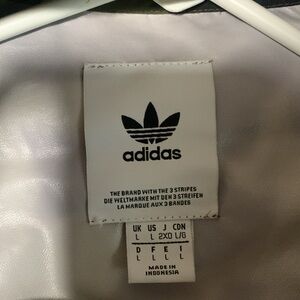 adidas
THE BRAND WITH THE 3 STRIPES
DIE WELTMARKE MIT DEN 3 STREIFEN
LA MARQUE AUX 3 BANDES
UK US J CDN
L L 2XO L/G
D F E I
L L L L
MADE IN
INDONESIA